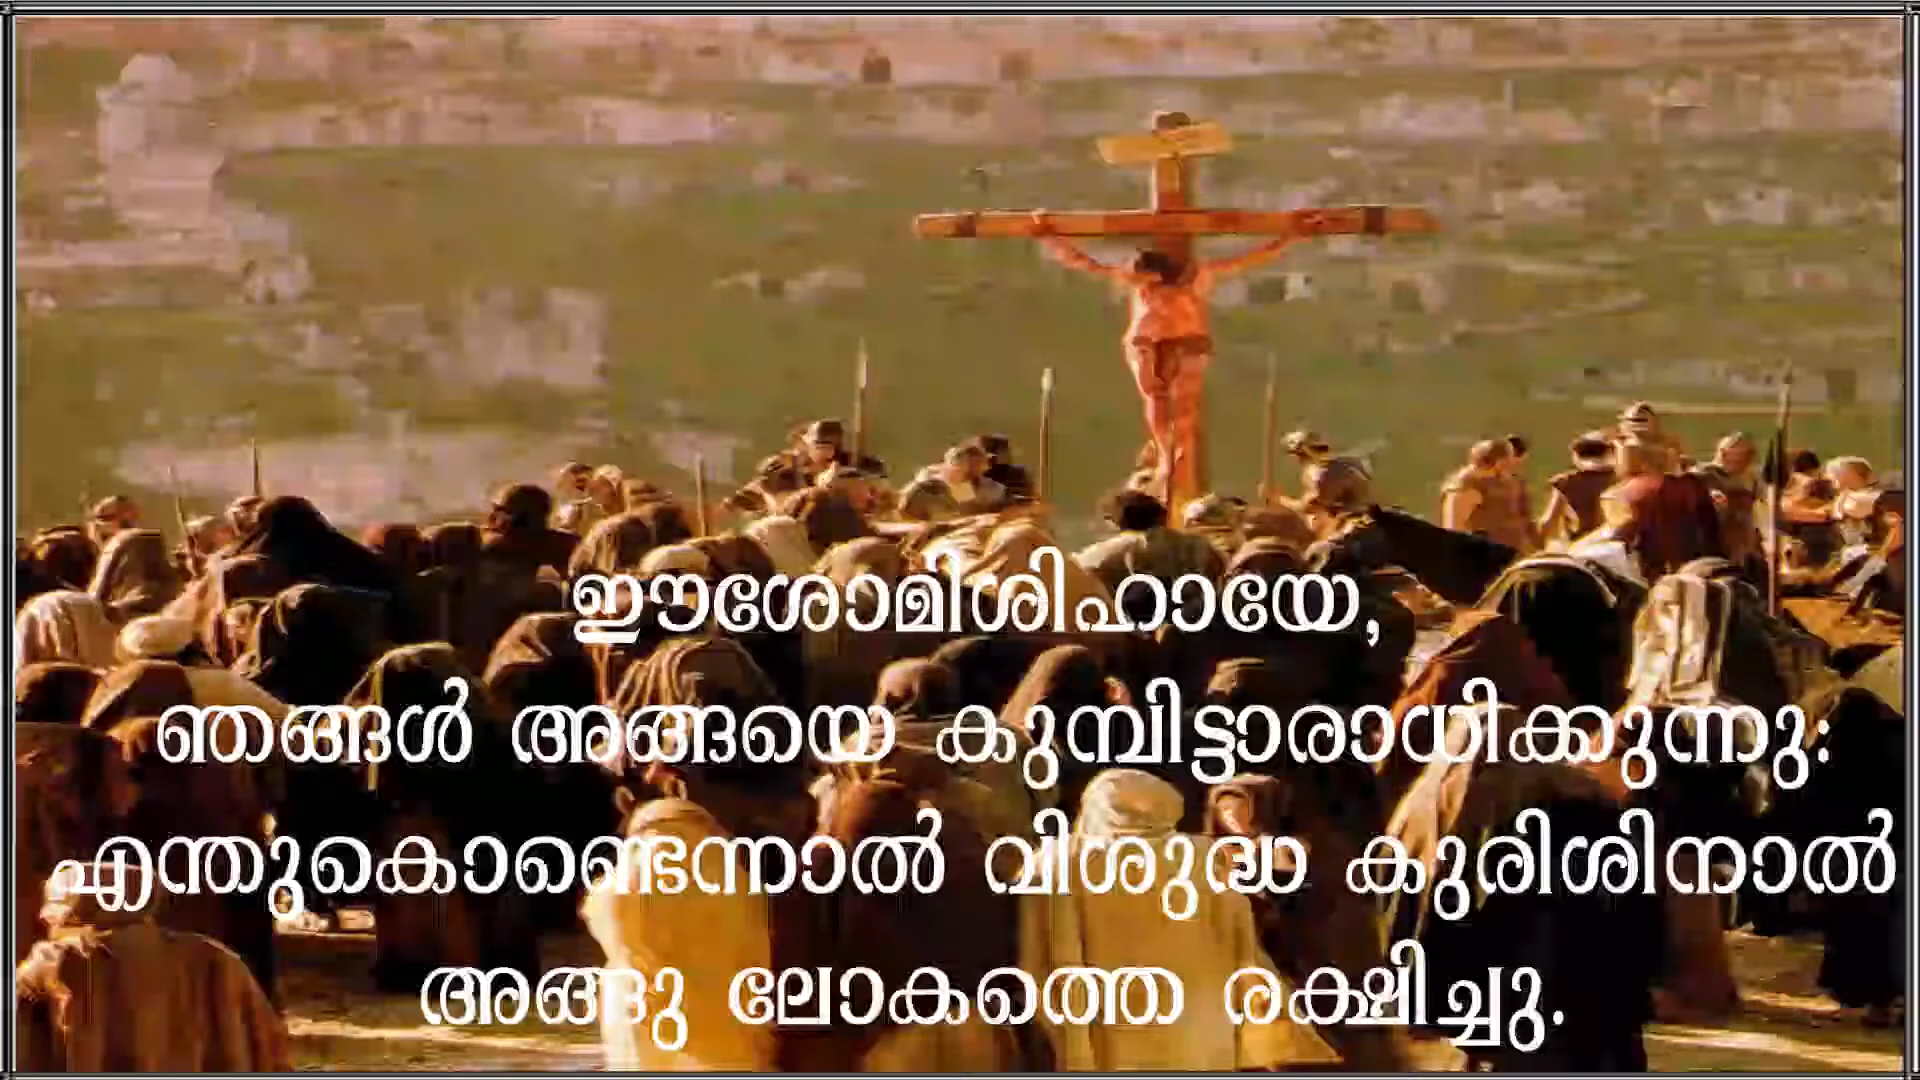 ഈശോമിശിഹായേ,
ഞങ്ങൾ അങ്ങയെ കുമ്പിട്ടാരാധിക്കുന്നു:
എന്തുകൊണ്ടെന്നാൽ വിശുദ്ധ കുരിശിനാൽ
അങ്ങു ലോകത്തെ രക്ഷിച്ചു.